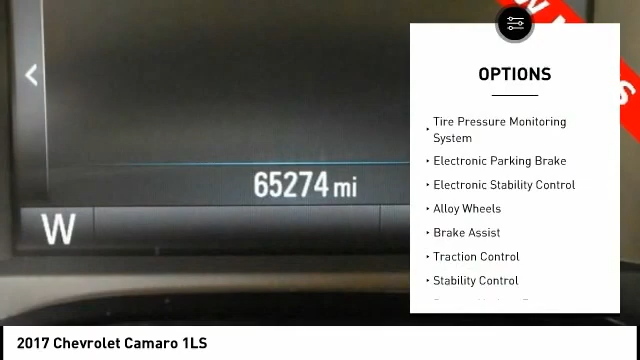 <
65274 mi
W
OPTIONS
‣ Tire Pressure Monitoring
System
‣ Electronic Parking Brake
‣ Electronic Stability Control
‣ Alloy Wheels
‣ Brake Assist
‣ Traction Control
‣ Stability Control
2017 Chevrolet Camaro 1LS